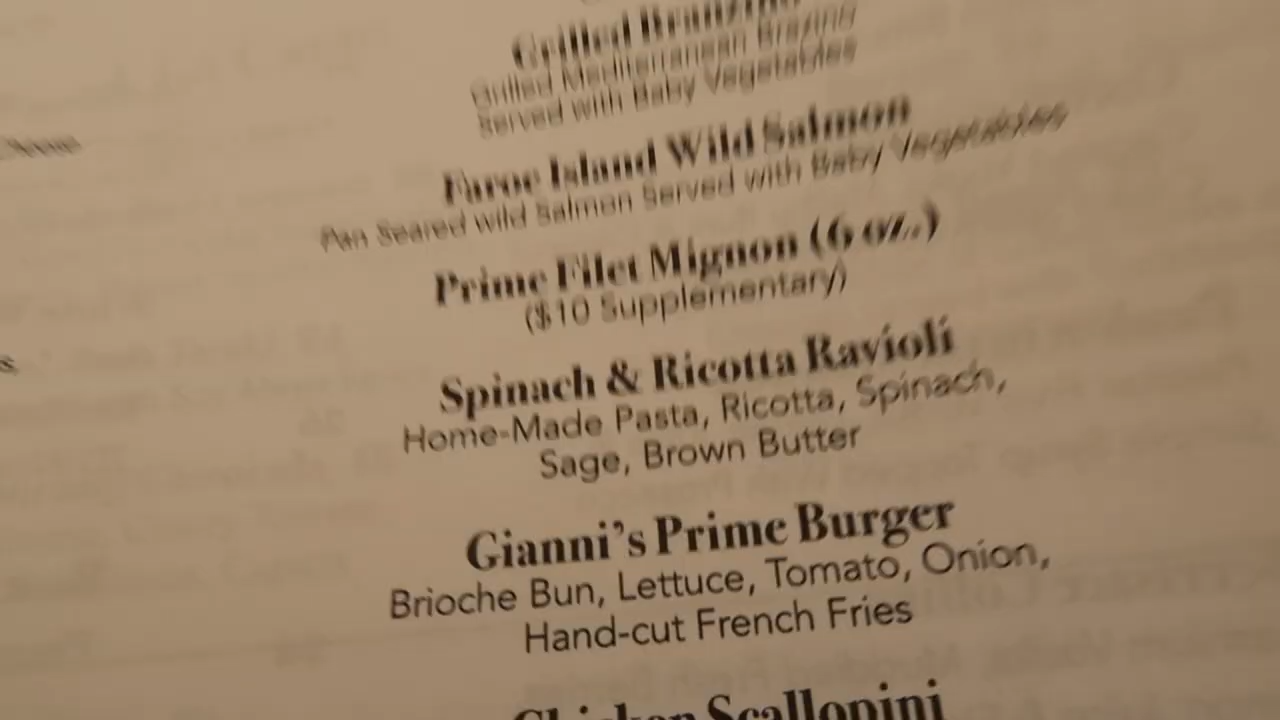 Grilled Branzino
Grilled Mediterranean Brazino
Served with Baby Vegetables
Faroe Island Wild Salmon
Pan Seared Wild Salmon Served with Baby Vegetables
Prime Filet Mignon (6 oz.)
($10 Supplementary)
Spinach & Ricotta Ravioli
Home-Made Pasta, Ricotta, Spinach,
Sage, Brown Butter
Gianni's Prime Burger
Brioche Bun, Lettuce, Tomato, Onion,
Hand-cut French Fries
Chicken Scallopini